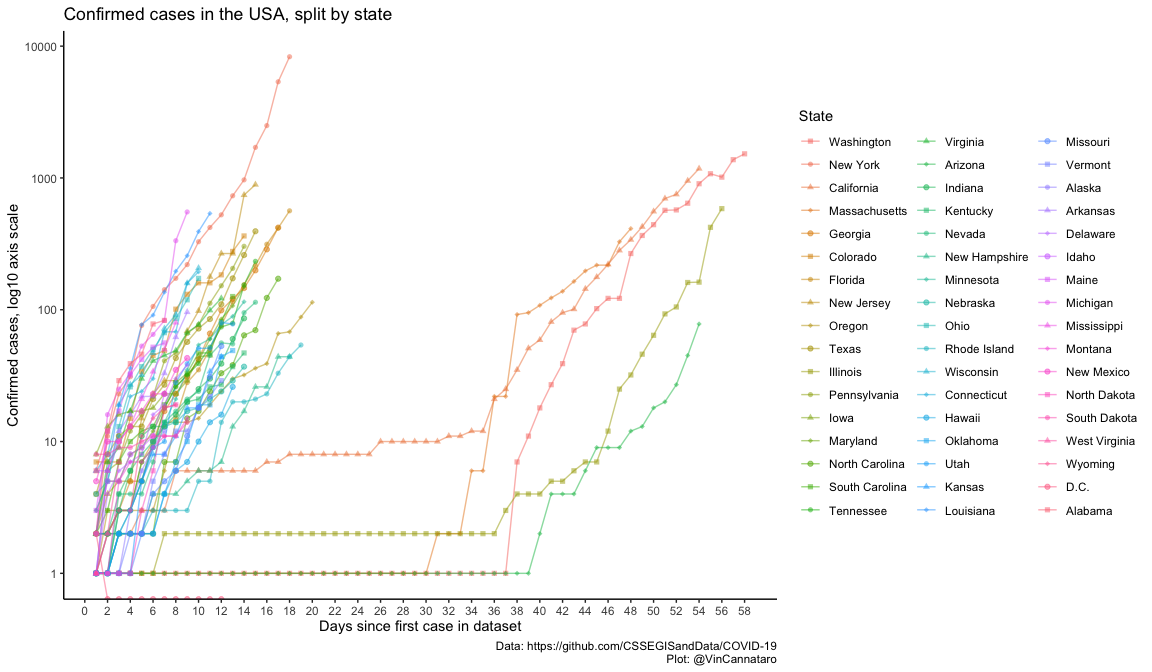 Confirmed cases in the USA, split by state
Confirmed cases, log10 axis scale
10000
1000
100
10
1
0 2 4 6 8 10 12 14 16 18 20 22 24 26 28 30 32 34 36 38 40 42 44 46 48 50 52 54 56 58
Days since first case in dataset
State
Washington
New York
California
Massachusetts
Georgia
Colorado
Florida
New Jersey
Oregon
Texas
Illinois
Pennsylvania
Iowa
Maryland
North Carolina
South Carolina
Tennessee
Virginia
Arizona
Indiana
Kentucky
Nevada
New Hampshire
Minnesota
Nebraska
Ohio
Rhode Island
Wisconsin
Connecticut
Hawaii
Oklahoma
Utah
Kansas
Louisiana
Missouri
Vermont
Alaska
Arkansas
Delaware
Idaho
Maine
Michigan
Mississippi
Montana
New Mexico
North Dakota
South Dakota
West Virginia
Wyoming
D.C.
Alabama
Data: https://github.com/CSSEGISandData/COVID-19
Plot: @VinCannataro